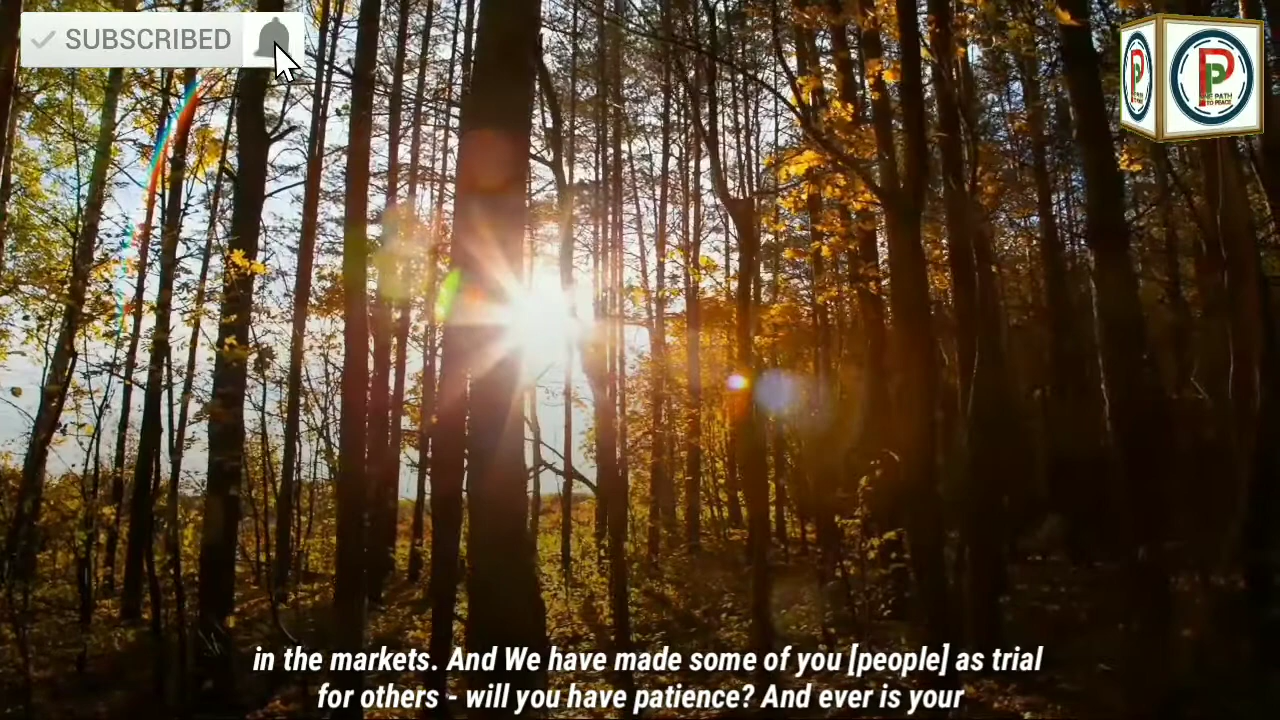 SUBSCRIBED
in the markets. And We have made some of you [people] as trial
for others - will you have patience? And ever is your